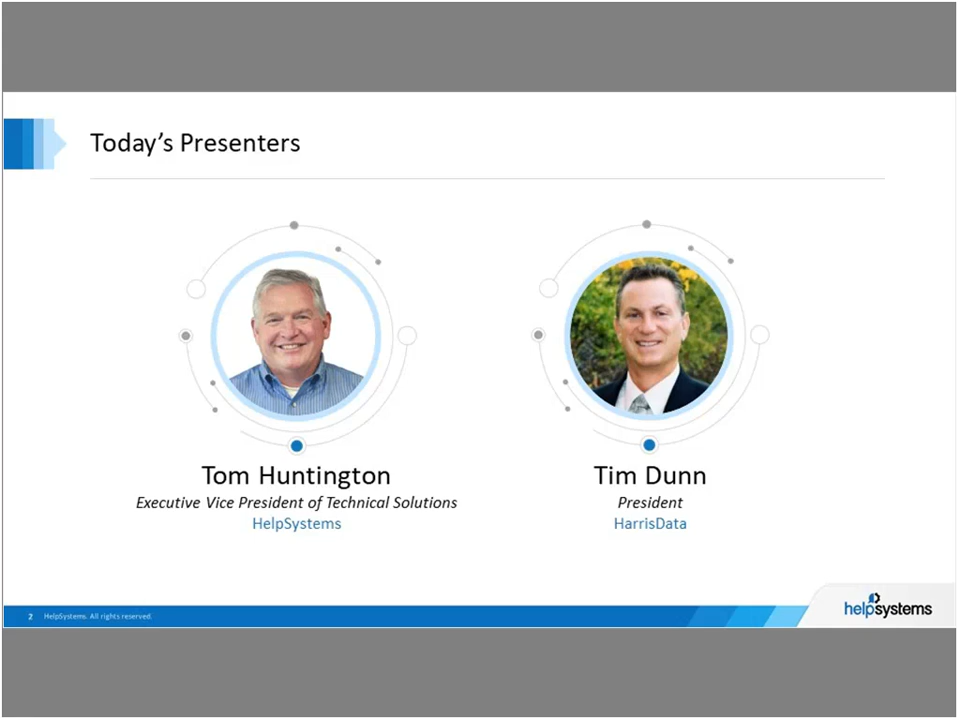 Today's Presenters
Tom Huntington
Executive Vice President of Technical Solutions
HelpSystems
Tim Dunn
President
HarrisData
2 HelpSystems. All rights reserved.
helpsystems